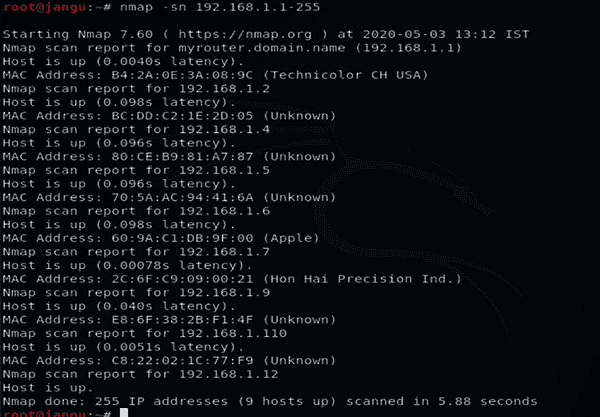 root@jangu:~# nmap -sn 192.168.1.1-255
Starting Nmap 7.60 ( https://nmap.org ) at 2020-05-03 13:12 IST
Nmap scan report for myrouter.domain.name (192.168.1.1)
Host is up (0.0040s latency).
MAC Address: B4:2A:0E:3A:08:9C (Technicolor CH USA)
Nmap scan report for 192.168.1.2
Host is up (0.098s latency).
MAC Address: BC:DD:C2:1E:2D:05 (Unknown)
Nmap scan report for 192.168.1.4
Host is up (0.096s latency).
MAC Address: 80:CE:B9:81:A7:87 (Unknown)
Nmap scan report for 192.168.1.5
Host is up (0.096s latency).
MAC Address: 70:5A:AC:94:41:6A (Unknown)
Nmap scan report for 192.168.1.6
Host is up (0.098s latency).
MAC Address: 60:9A:C1:DB:9F:00 (Apple)
Nmap scan report for 192.168.1.7
Host is up (0.00078s latency).
MAC Address: 2C:6F:C9:09:00:21 (Hon Hai Precision Ind.)
Nmap scan report for 192.168.1.9
Host is up (0.040s latency).
MAC Address: E8:6F:38:2B:F1:4F (Unknown)
Nmap scan report for 192.168.1.110
Host is up (0.0051s latency).
MAC Address: C8:22:02:1C:77:F9 (Unknown)
Nmap scan report for 192.168.1.12
Host is up.
Nmap done: 255 IP addresses (9 hosts up) scanned in 5.88 seconds
root@jangu:~#